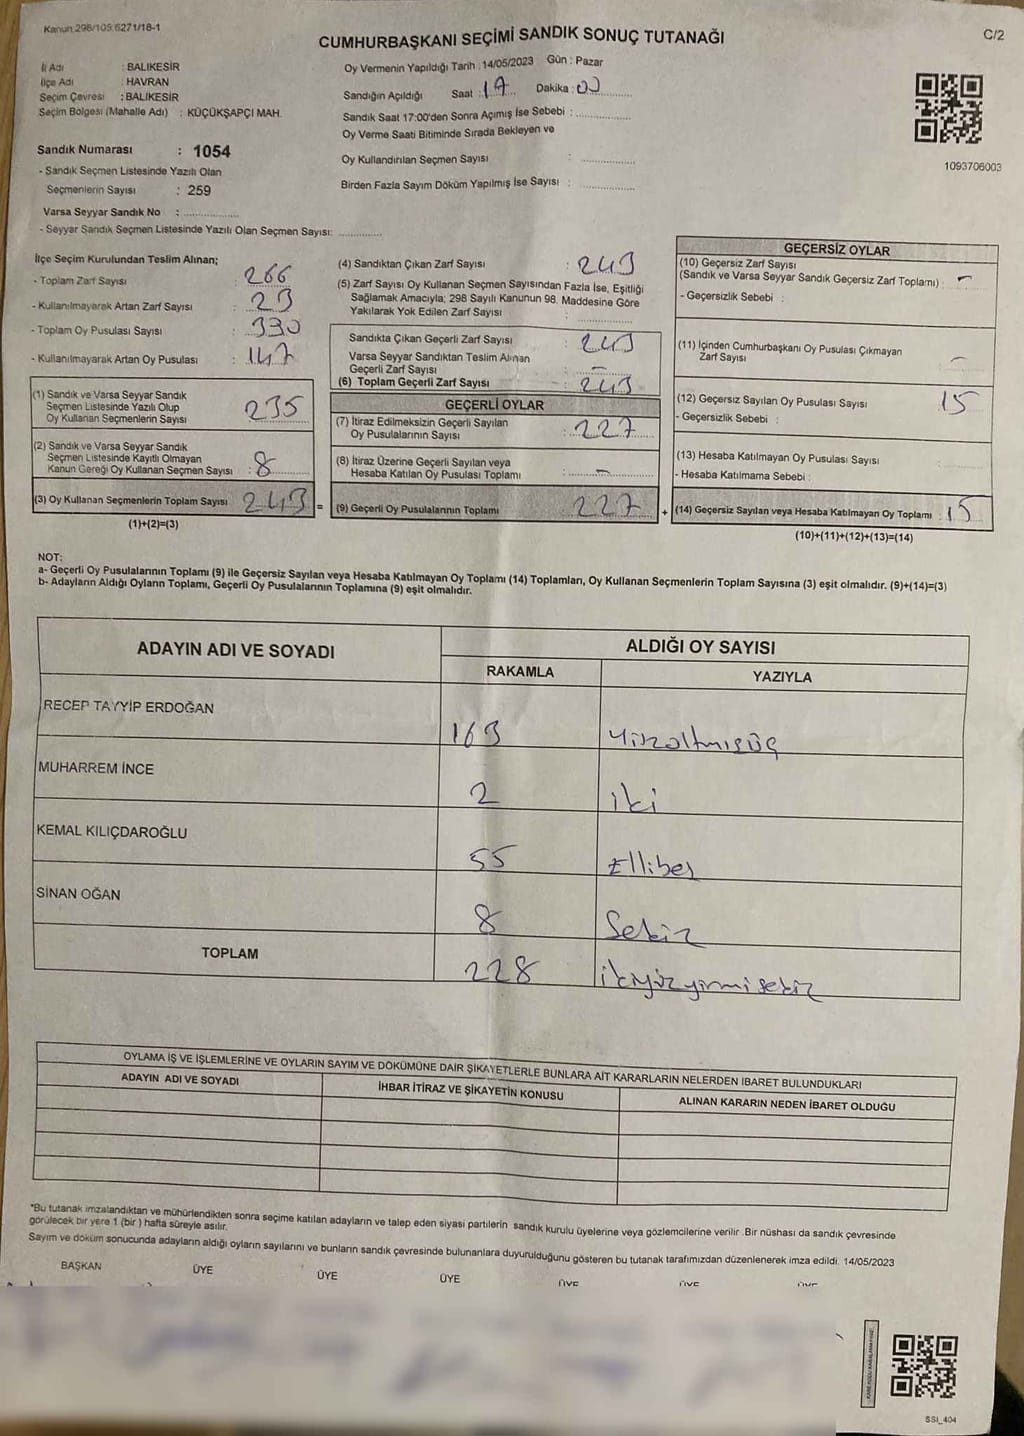 Kanun 298/109.6271/18-1
CUMHURBAŞKANI SEÇİMİ SANDIK SONUÇ TUTANAĞI
C/2
İl Adı : BALIKESİR
İlçe Adı : HAVRAN
Seçim Çevresi : BALIKESİR
Seçim Bölgesi (Mahalle Adı) : KÜÇÜKŞAPÇI MAH.
Sandık Numarası : 1054
- Sandık Seçmen Listesinde Yazılı Olan
Seçmenlerin Sayısı : 259
Varsa Seyyar Sandık No : ..................
- Seyyar Sandık Seçmen Listesinde Yazılı Olan Seçmen Sayısı: .............
Oy Vermenin Yapıldığı Tarih : 14/05/2023 Gün : Pazar
Sandığın Açıldığı Saat : 17 Dakika : 00
Sandık Saat 17:00'den Sonra Açımış İse Sebebi : ................
Oy Verme Saati Bitiminde Sırada Bekleyen ve
Oy Kullandırılan Seçmen Sayısı : ................
Birden Fazla Sayım Döküm Yapılmış İse Sayısı : ................
1093706003
İlçe Seçim Kurulundan Teslim Alınan;
- Toplam Zarf Sayısı : 266
- Kullanılmayarak Artan Zarf Sayısı : 23
- Toplam Oy Pusulası Sayısı : 330
- Kullanılmayarak Artan Oy Pusulası : 147
(1) Sandık ve Varsa Seyyar Sandık
Seçmen Listesinde Yazılı Olup
Oy Kullanan Seçmenlerin Sayısı : 235
(2) Sandık ve Varsa Seyyar Sandık
Seçmen Listesinde Kayıtlı Olmayan
Kanun Gereği Oy Kullanan Seçmen Sayısı : 8
(3) Oy Kullanan Seçmenlerin Toplam Sayısı : 243 =
(1)+(2)=(3)
(4) Sandıktan Çıkan Zarf Sayısı : 243
(5) Zarf Sayısı Oy Kullanan Seçmen Sayısından Fazla İse, Eşitliği
Sağlamak Amacıyla; 298 Sayılı Kanunun 98. Maddesine Göre
Yakılarak Yok Edilen Zarf Sayısı : ................
Sandıkta Çıkan Geçerli Zarf Sayısı : 243
Varsa Seyyar Sandıktan Teslim Alınan
Geçerli Zarf Sayısı : -
(6) Toplam Geçerli Zarf Sayısı : 243
GEÇERLİ OYLAR
(7) İtiraz Edilmeksizin Geçerli Sayılan
Oy Pusulalarının Sayısı : 227
(8) İtiraz Üzerine Geçerli Sayılan veya
Hesaba Katılan Oy Pusulası Toplamı : -
(9) Geçerli Oy Pusulalarının Toplamı : 227 +
GEÇERSİZ OYLAR
(10) Geçersiz Zarf Sayısı
(Sandık ve Varsa Seyyar Sandık Geçersiz Zarf Toplamı) : -
- Geçersizlik Sebebi :
(11) İçinden Cumhurbaşkanı Oy Pusulası Çıkmayan
Zarf Sayısı : -
(12) Geçersiz Sayılan Oy Pusulası Sayısı : 15
- Geçersizlik Sebebi :
(13) Hesaba Katılmayan Oy Pusulası Sayısı :
- Hesaba Katılmama Sebebi :
(14) Geçersiz Sayılan veya Hesaba Katılmayan Oy Toplamı : 15
(10)+(11)+(12)+(13)=(14)
NOT:
a- Geçerli Oy Pusulalarının Toplamı (9) ile Geçersiz Sayılan veya Hesaba Katılmayan Oy Toplamı (14) Toplamları, Oy Kullanan Seçmenlerin Toplam Sayısına (3) eşit olmalıdır. (9)+(14)=(3)
b- Adayların Aldığı Oyların Toplamı, Geçerli Oy Pusulalarının Toplamına (9) eşit olmalıdır.
ADAYIN ADI VE SOYADI ALDIĞI OY SAYISI
RAKAMLA YAZIYLA
RECEP TAYYİP ERDOĞAN 163 Yüzaltmışüç
MUHARREM İNCE 2 iki
KEMAL KILIÇDAROĞLU 55 Ellibeş
SİNAN OĞAN 8 Sekiz
TOPLAM 228 ikiyüzyirmisekiz
OYLAMA İŞ VE İŞLEMLERİNE VE OYLARIN SAYIM VE DÖKÜMÜNE DAİR ŞİKAYETLERLE BUNLARA AİT KARARLARIN NELERDEN İBARET BULUNDUKLARI
ADAYIN ADI VE SOYADI İHBAR İTİRAZ VE ŞİKAYETİN KONUSU ALINAN KARARIN NEDEN İBARET OLDUĞU
*Bu tutanak imzalandıktan ve mühürlendikten sonra seçime katılan adayların ve talep eden siyasi partilerin sandık kurulu üyelerine veya gözlemcilerine verilir. Bir nüshası da sandık çevresinde
görülecek bir yere 1 (bir) hafta süreyle asılır.
Sayım ve döküm sonucunda adayların aldığı oyların sayılarını ve bunların sandık çevresinde bulunanlara duyurulduğunu gösteren bu tutanak tarafımızdan düzenlenerek imza edildi. 14/05/2023
BAŞKAN ÜYE ÜYE ÜYE ÜYE ÜYE ÜYE
SSI_404